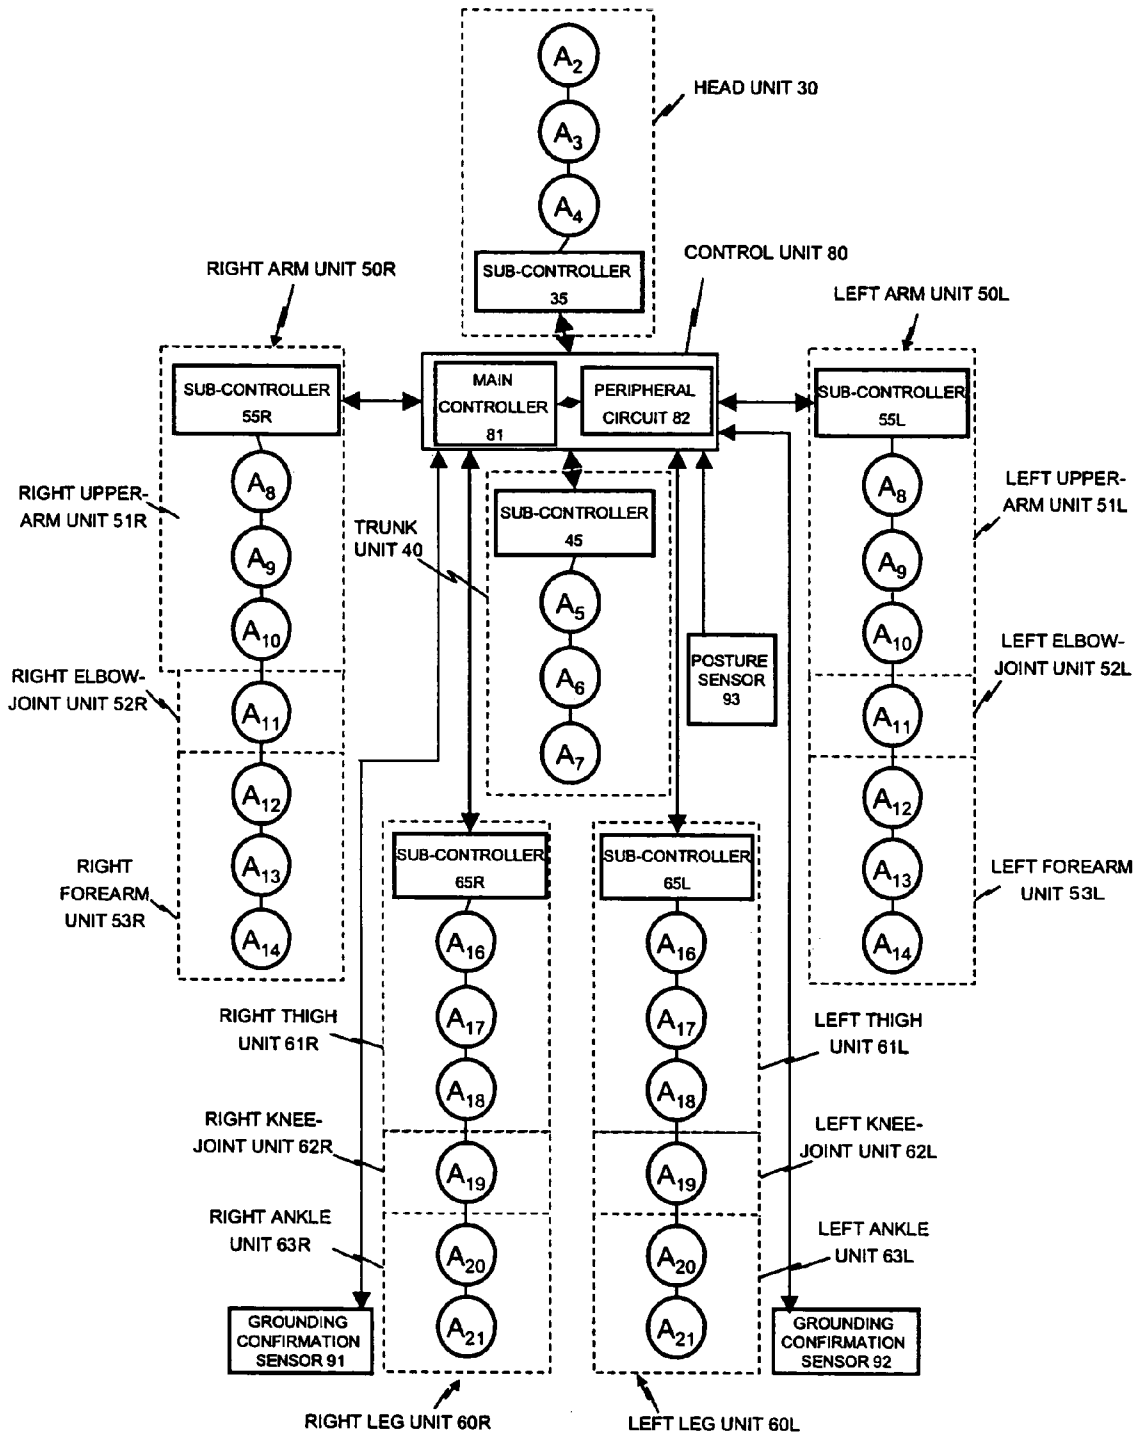 A2
HEAD UNIT 30
A3
A4
SUB-CONTROLLER
35
CONTROL UNIT 80
RIGHT ARM UNIT 50R
LEFT ARM UNIT 50L
SUB-CONTROLLER
55R
MAIN
CONTROLLER
81
PERIPHERAL
CIRCUIT 82
SUB-CONTROLLER
55L
RIGHT UPPER-
ARM UNIT 51R
A8
A9
A10
TRUNK
UNIT 40
SUB-CONTROLLER
45
A5
A6
A7
POSTURE
SENSOR
93
A8
A9
A10
LEFT UPPER-
ARM UNIT 51L
RIGHT ELBOW-
JOINT UNIT 52R
A11
A11
LEFT ELBOW-
JOINT UNIT 52L
RIGHT
FOREARM
UNIT 53R
A12
A13
A14
A12
A13
A14
LEFT FOREARM
UNIT 53L
SUB-CONTROLLER
65R
SUB-CONTROLLER
65L
RIGHT THIGH
UNIT 61R
A16
A17
A18
A16
A17
A18
LEFT THIGH
UNIT 61L
RIGHT KNEE-
JOINT UNIT 62R
A19
A19
LEFT KNEE-
JOINT UNIT 62L
RIGHT ANKLE
UNIT 63R
A20
A21
A20
A21
LEFT ANKLE
UNIT 63L
GROUNDING
CONFIRMATION
SENSOR 91
GROUNDING
CONFIRMATION
SENSOR 92
RIGHT LEG UNIT 60R
LEFT LEG UNIT 60L